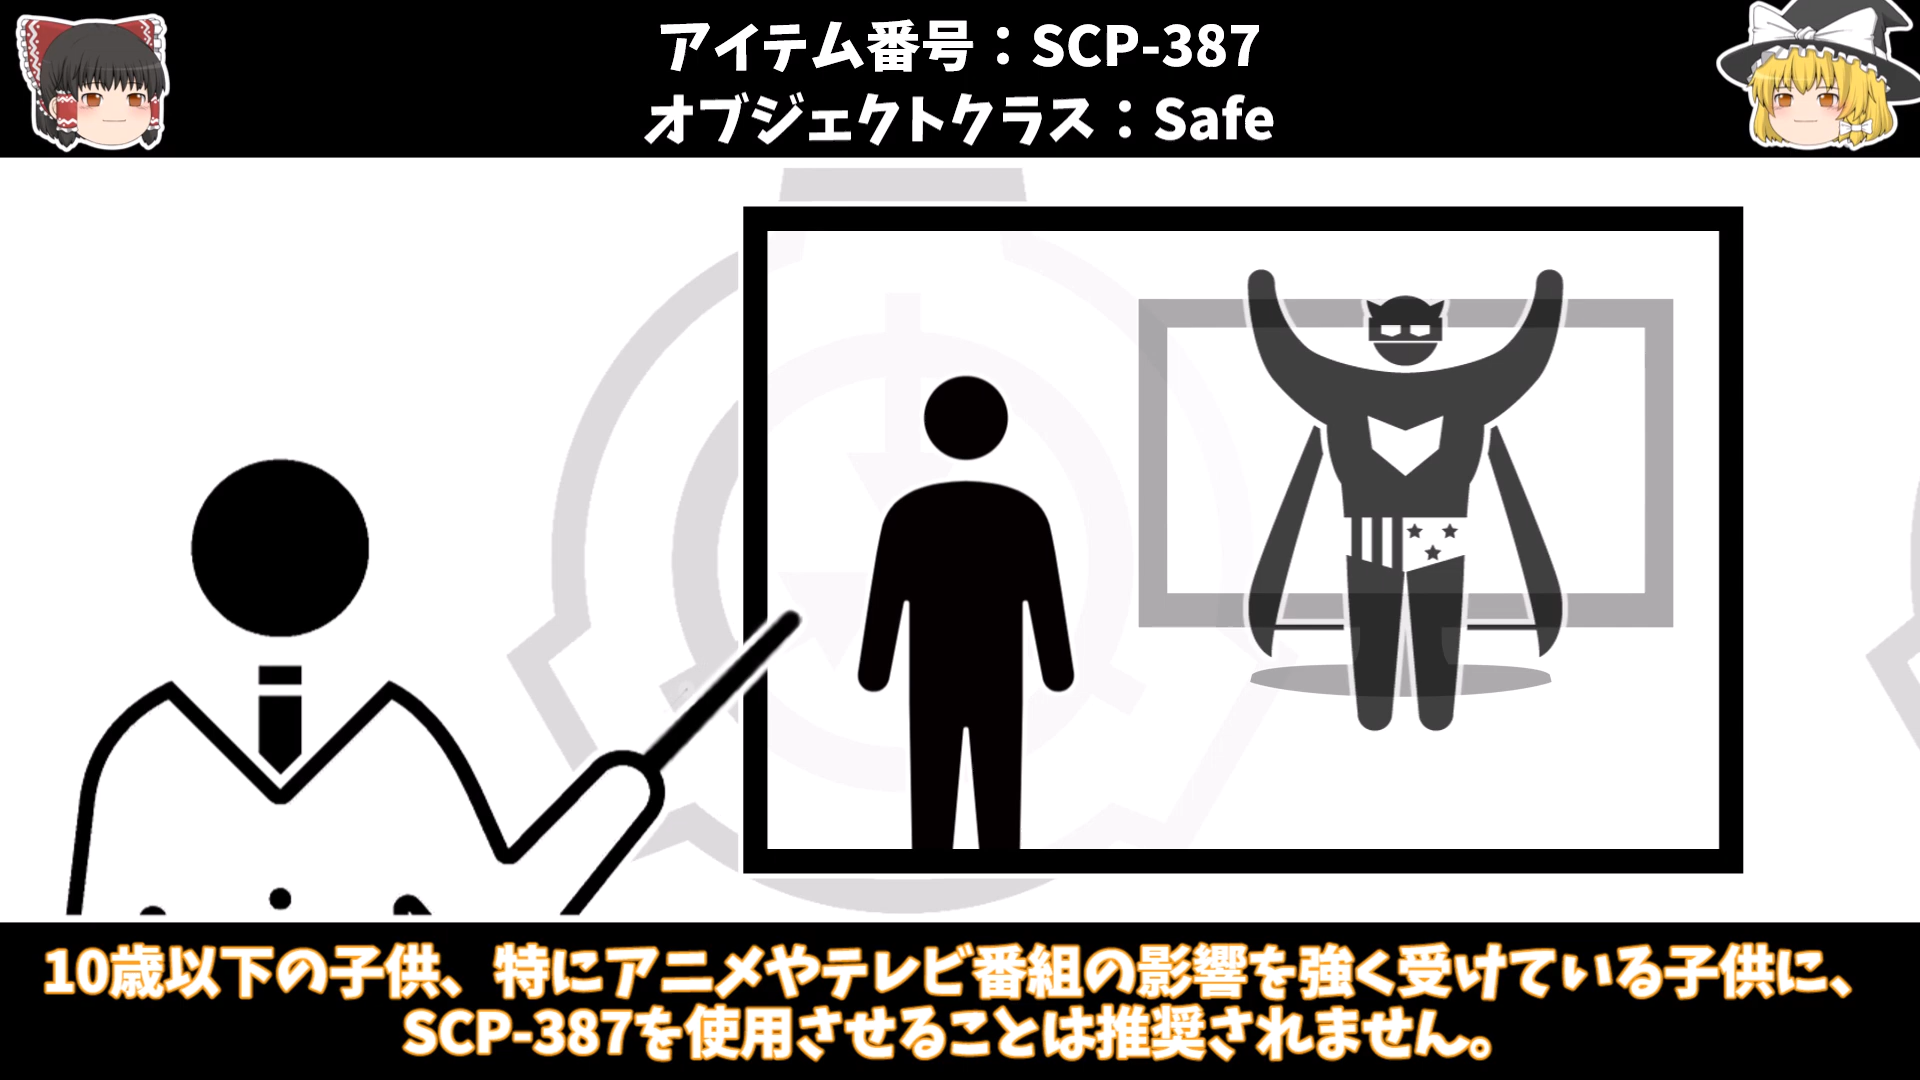 アイテム番号：SCP-387
オブジェクトクラス：Safe
10歳以下の子供、特にアニメやテレビ番組の影響を強く受けている子供に、
SCP-387を使用させることは推奨されません。